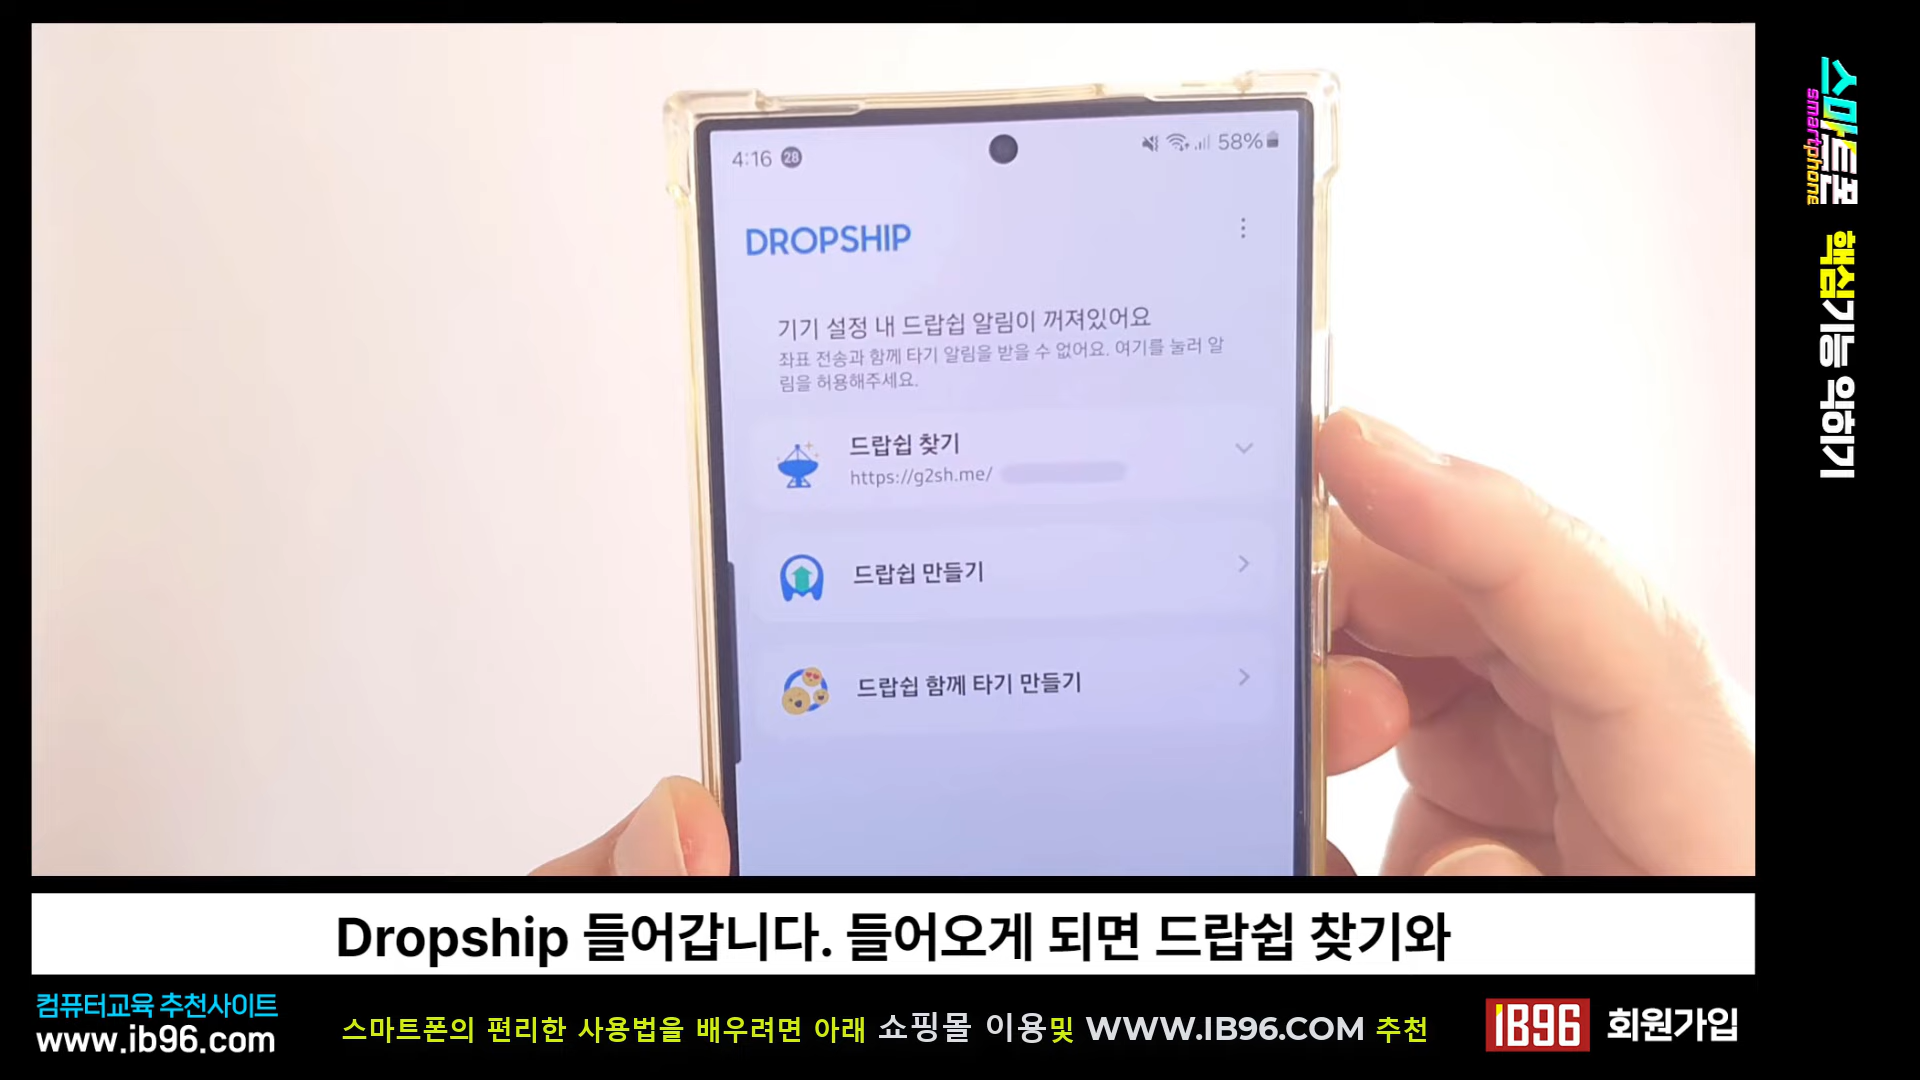 4:16 28
58%
DROPSHIP
기기 설정 내 드랍쉽 알림이 꺼져있어요
좌표 전송과 함께 타기 알림을 받을 수 없어요. 여기를 눌러 알
림을 허용해주세요.
드랍쉽 찾기
https://g2sh.me/
드랍쉽 만들기
드랍쉽 함께 타기 만들기
스마트폰
smartphone
핵심기능 익히기
Dropship 들어갑니다. 들어오게 되면 드랍쉽 찾기와
컴퓨터교육 추천사이트
www.ib96.com
스마트폰의 편리한 사용법을 배우려면 아래 쇼핑몰 이용및 WWW.IB96.COM 추천
IB96 회원가입